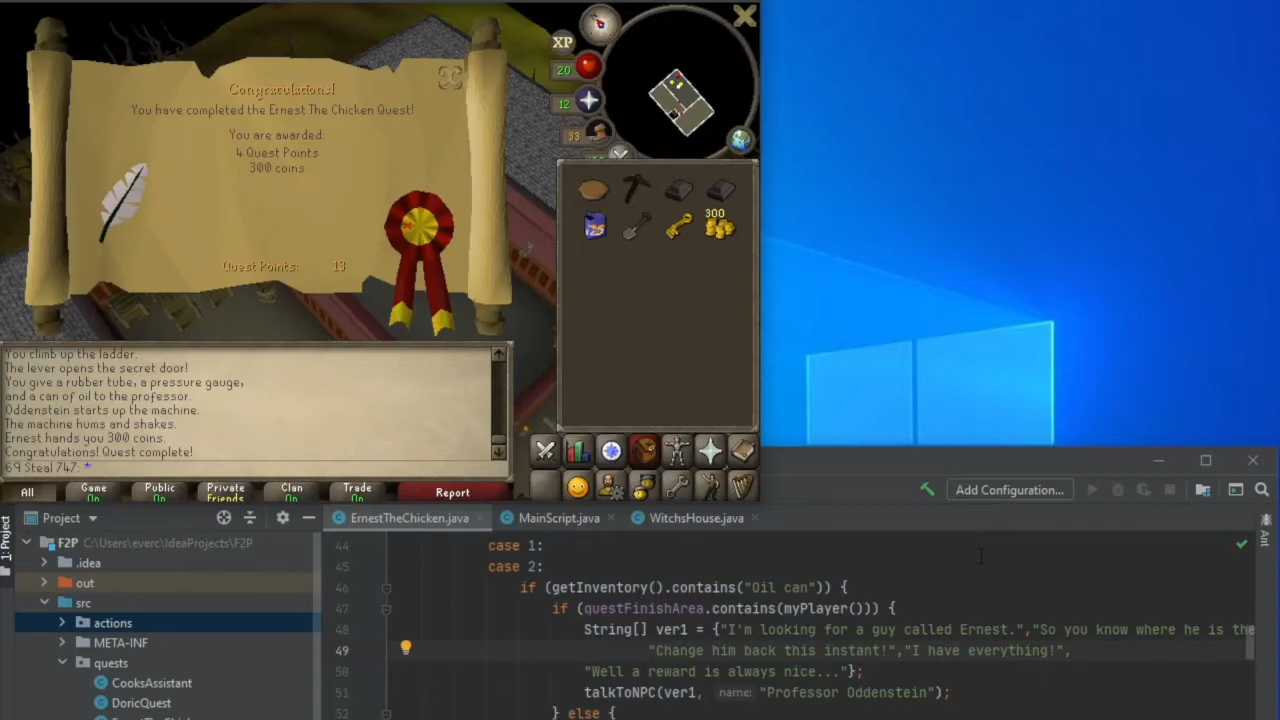 Congratulations!
You have completed the Ernest The Chicken Quest!
You are awarded:
4 Quest Points
300 coins
Quest Points: 13
XP
20
12
33
300
You climb up the ladder.
The lever opens the secret door!
You give a rubber tube, a pressure gauge,
and a can of oil to the professor.
Oddenstein starts up the machine.
The machine hums and shakes.
Ernest hands you 300 coins.
Congratulations! Quest complete!
69 Steal 747: *
All
Game
On
Public
On
Private
Friends
Clan
On
Trade
On
Report
Add Configuration...
1: Project
Project
ErnestTheChicken.java
MainScript.java
WitchsHouse.java
Ant
F2P C:\Users\everc\IdeaProjects\F2P
.idea
out
src
actions
META-INF
quests
CooksAssistant
DoricQuest
44 case 1:
45 case 2:
46 if (getInventory().contains("Oil can")) {
47 if (questFinishArea.contains(myPlayer())) {
48 String[] ver1 = {"I'm looking for a guy called Ernest.","So you know where he is the
49 "Change him back this instant!","I have everything!",
50 "Well a reward is always nice..."};
51 talkToNPC(ver1, name: "Professor Oddenstein");
52 } else {